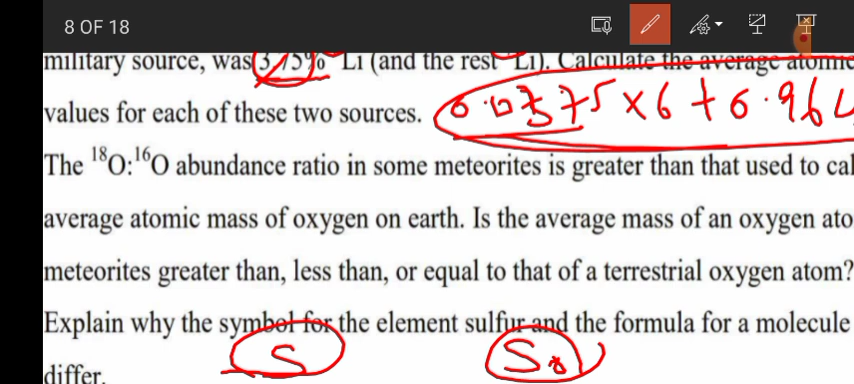 8 OF 18
military source, was 3.75% Li (and the rest Li). Calculate the average atomic
values for each of these two sources. 0.0375 x 6 + 0.96
The ¹⁸O:¹⁶O abundance ratio in some meteorites is greater than that used to cal
average atomic mass of oxygen on earth. Is the average mass of an oxygen ato
meteorites greater than, less than, or equal to that of a terrestrial oxygen atom?
Explain why the symbol for the element sulfur and the formula for a molecule
S S₈
differ.